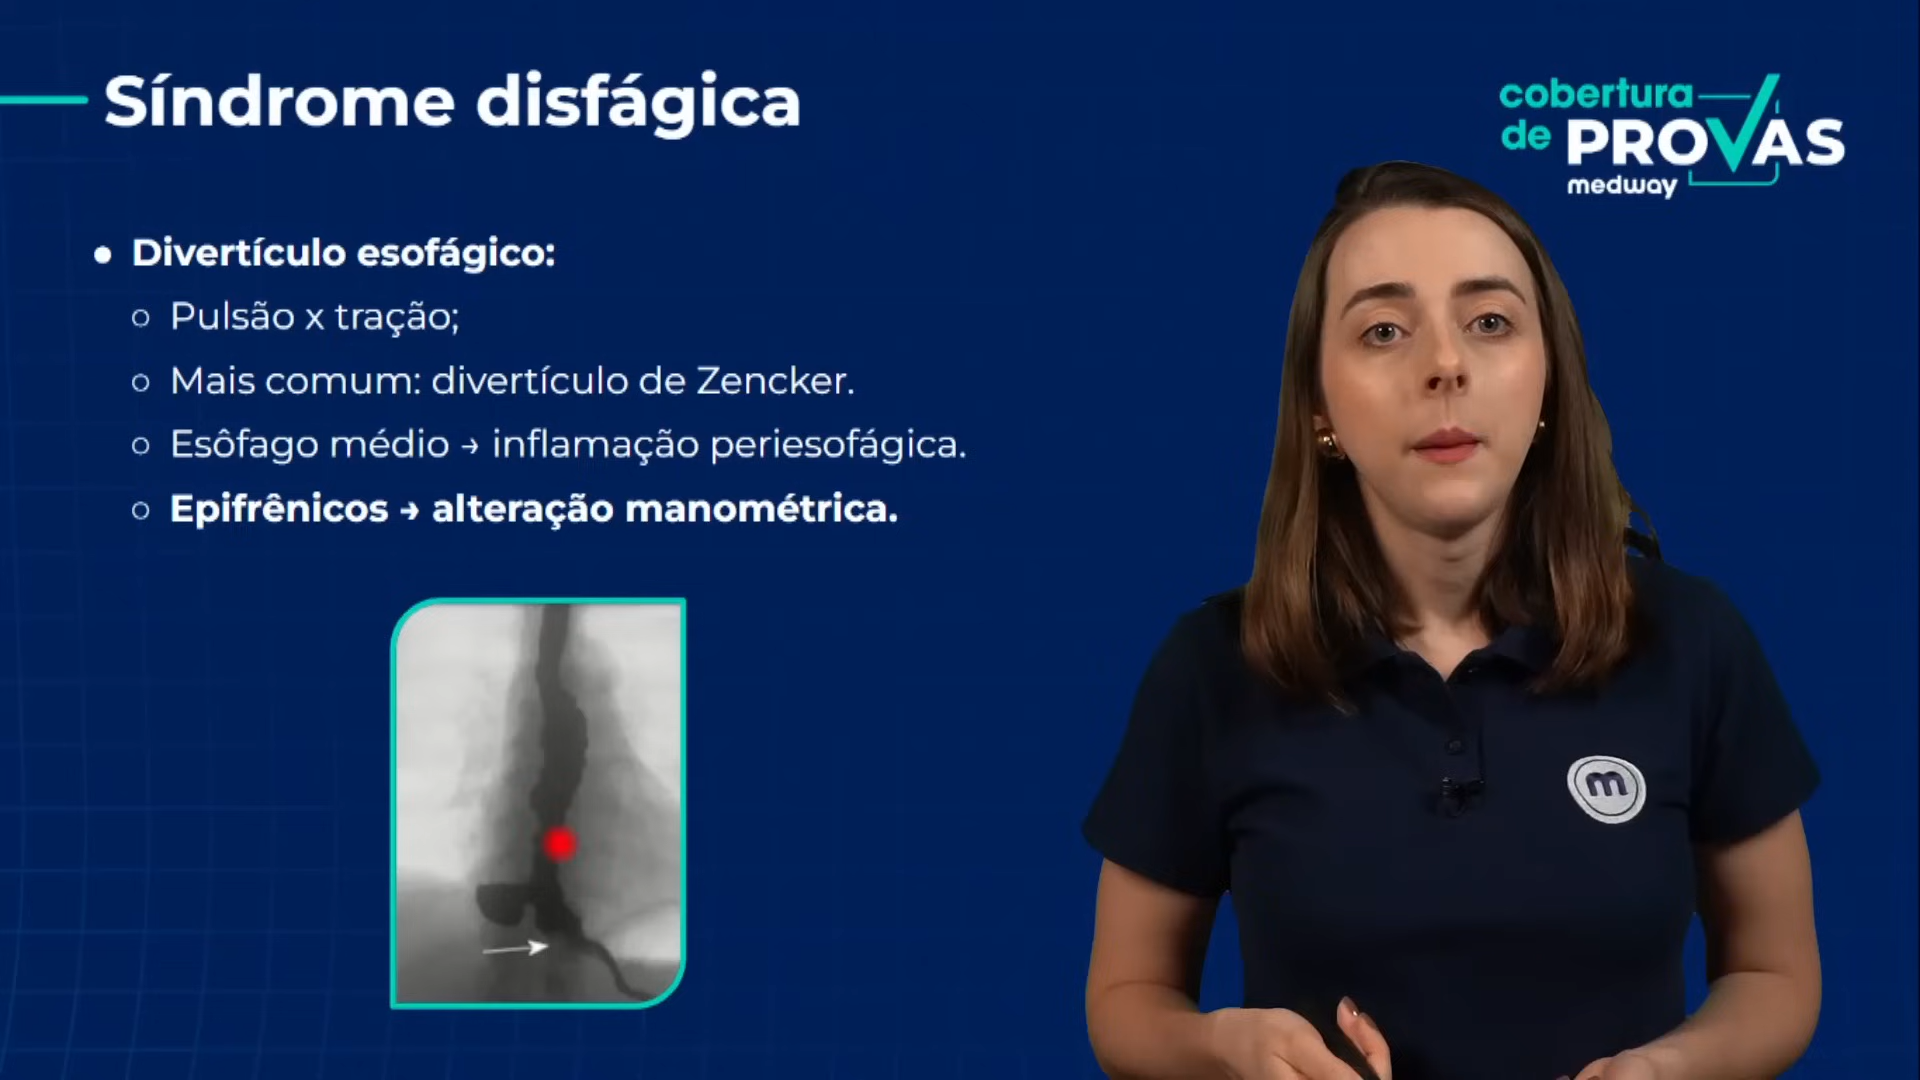 Síndrome disfágica
cobertura
de PROVAS
medway
• Divertículo esofágico:
○ Pulsão x tração;
○ Mais comum: divertículo de Zencker.
○ Esôfago médio → inflamação periesofágica.
○ Epifrênicos → alteração manométrica.
m